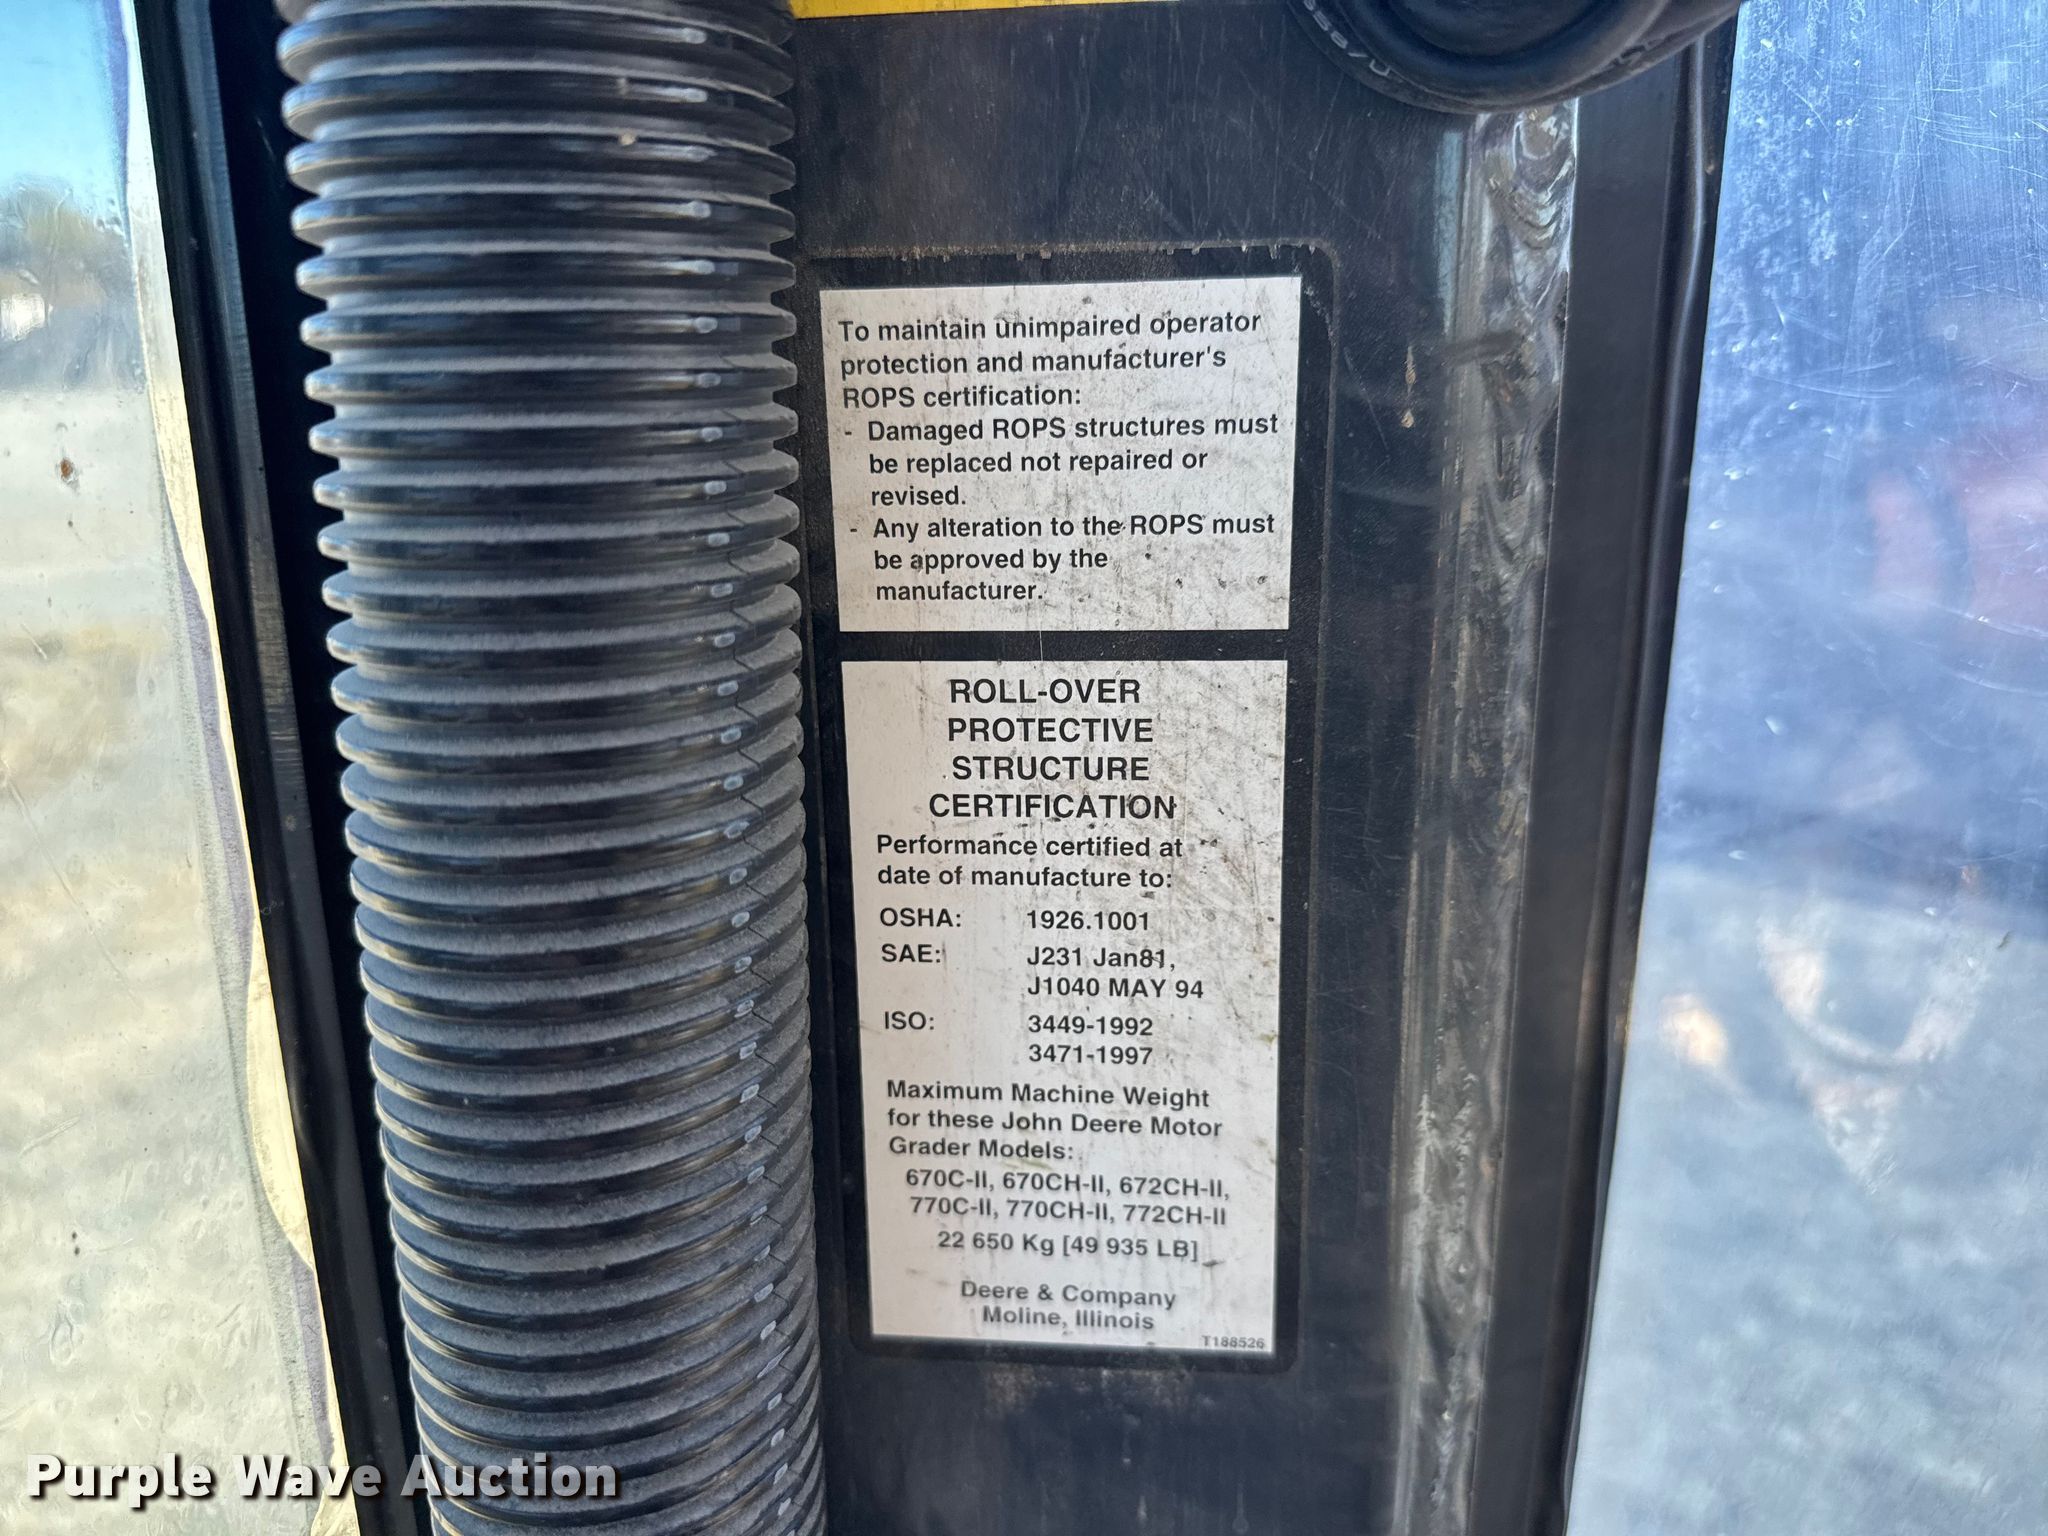 To maintain unimpaired operator
protection and manufacturer's
ROPS certification:
- Damaged ROPS structures must
be replaced not repaired or
revised.
- Any alteration to the ROPS must
be approved by the
manufacturer.
ROLL-OVER
PROTECTIVE
STRUCTURE
CERTIFICATION
Performance certified at
date of manufacture to:
OSHA: 1926.1001
SAE: J231 Jan81,
J1040 MAY 94
ISO: 3449-1992
3471-1997
Maximum Machine Weight
for these John Deere Motor
Grader Models:
670C-II, 670CH-II, 672CH-II,
770C-II, 770CH-II, 772CH-II
22 650 Kg [49 935 LB]
Deere & Company
Moline, Illinois
T188526
Purple Wave Auction